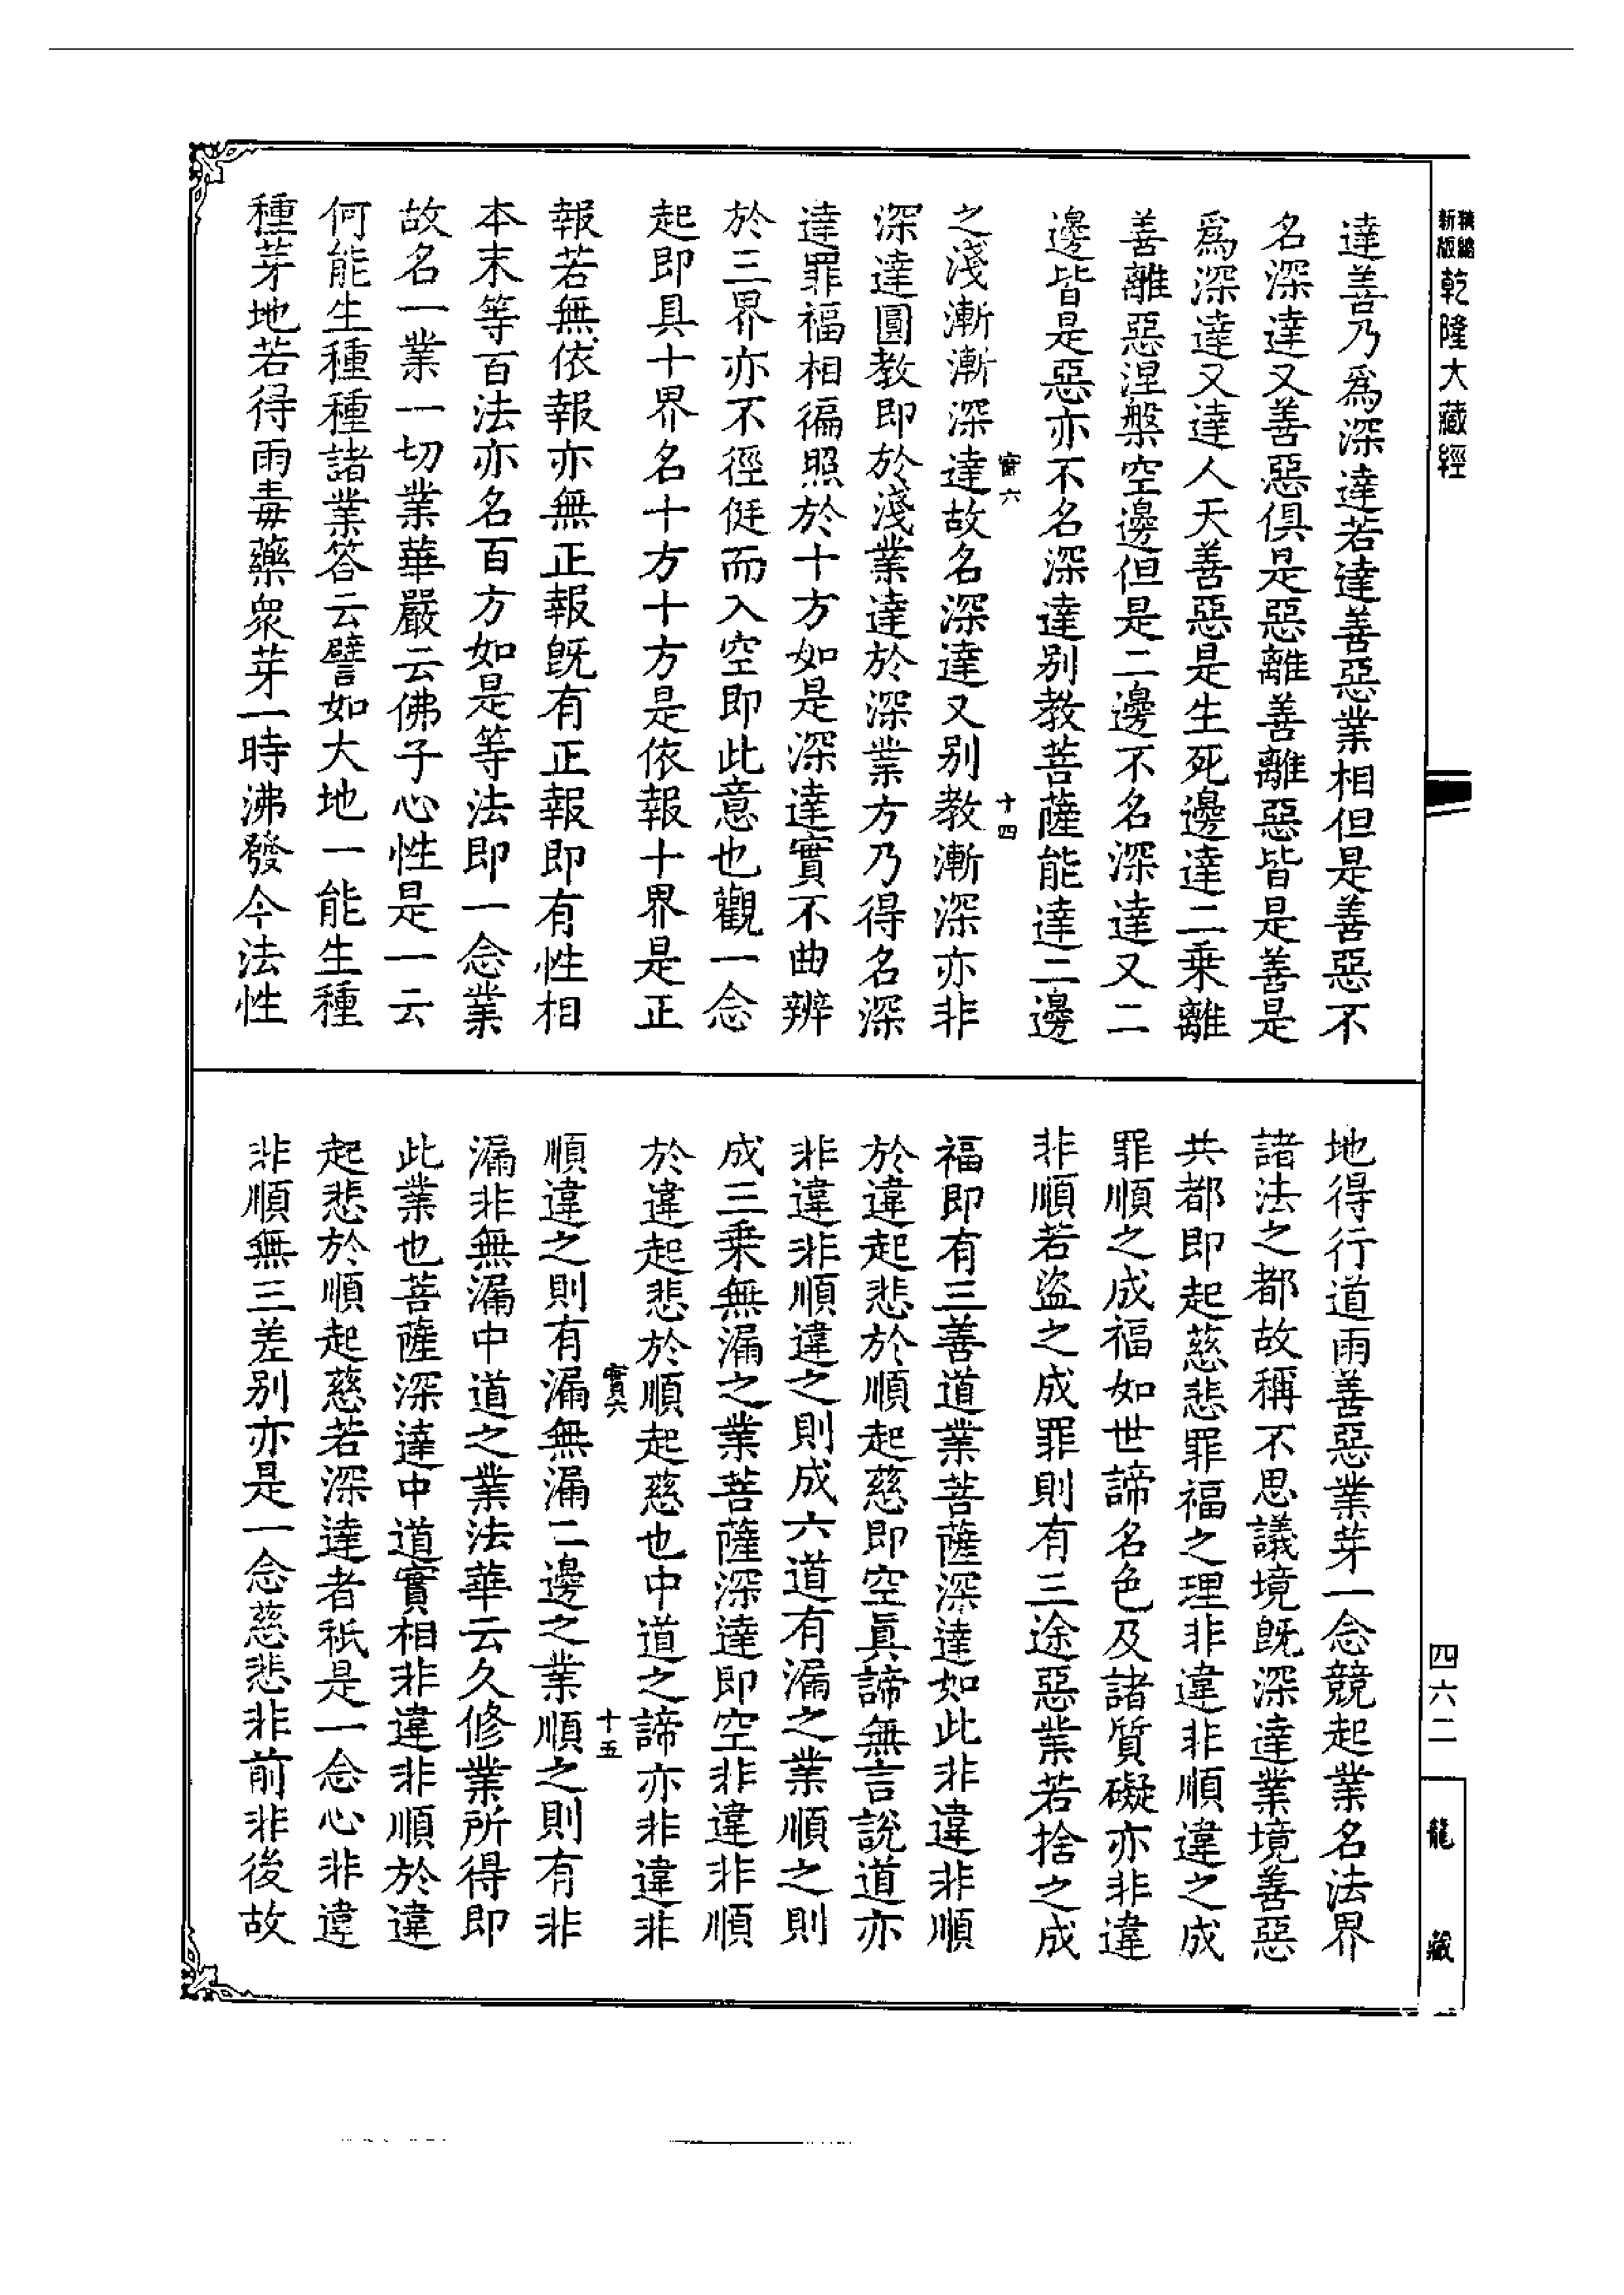 精縮新版乾隆大藏經
達善乃爲深達若達善惡業相但是善惡不
名深達又善惡俱是惡離善離惡皆是善是
爲深達又達人天善惡是生死邊達二乘離
善離惡涅槃空邊但是二邊不名深達又二
邊皆是惡亦不名深達別教菩薩能達二邊
之淺漸漸深達故名深達又別教漸深亦非
深達圓教即於淺業達於深業方乃得名深
達罪福相徧照於十方如是深達實不曲辨
於三界亦不徑侹而入空即此意也觀一念
起即具十界名十方十方是依報十界是正
報若無依報亦無正報既有正報即有性相
本末等百法亦名百方如是等法即一念業
故名一業一切業華嚴云佛子心性是一云
何能生種種諸業答云譬如大地一能生種
種芽地若得雨毒藥衆芽一時沸發今法性
十四
地得行道雨善惡業芽一念競起業名法界
諸法之都故稱不思議境既深達業境善惡
共都即起慈悲罪福之理非違非順違之成
罪順之成福如世諦名色及諸質礙亦非違
非順若盜之成罪則有三途惡業若捨之成
福即有三善道業菩薩深達如此非違非順
於違起悲於順起慈即空眞諦無言說道亦
非違非順違之則成六道有漏之業順之則
成三乘無漏之業菩薩深達即空非違非順
於違起悲於順起慈也中道之諦亦非違非
順違之則有漏無漏二邊之業順之則有非
漏非無漏中道之業法華云久修業所得即
此業也菩薩深達中道實相非違非順於違
起悲於順起慈若深達者秖是一念心非違
非順無三差別亦是一念慈悲非前非後故
實六
十五
四六二
龍藏